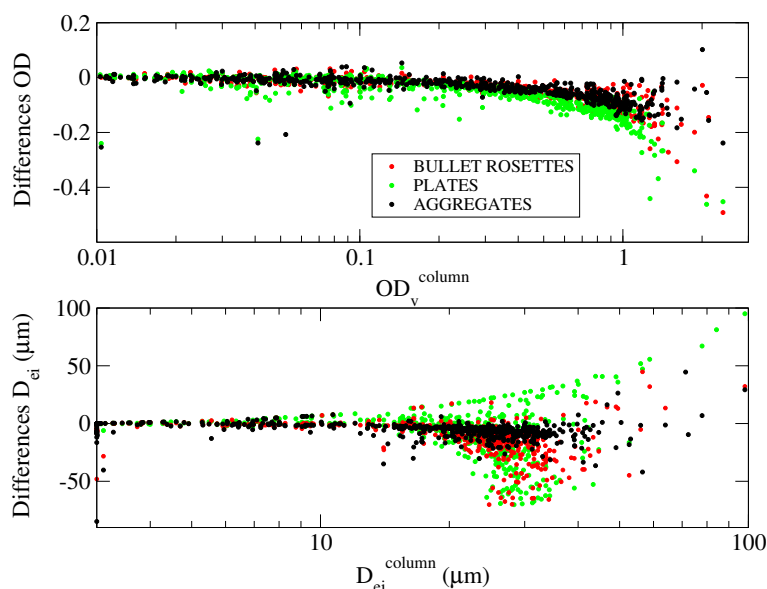 0.2
0
-0.2
-0.4
Differences OD
BULLET ROSETTES
PLATES
AGGREGATES
0.01 0.1 1
OD_v^column
100
50
0
-50
Differences D_ei (μm)
10 100
D_ei^column (μm)